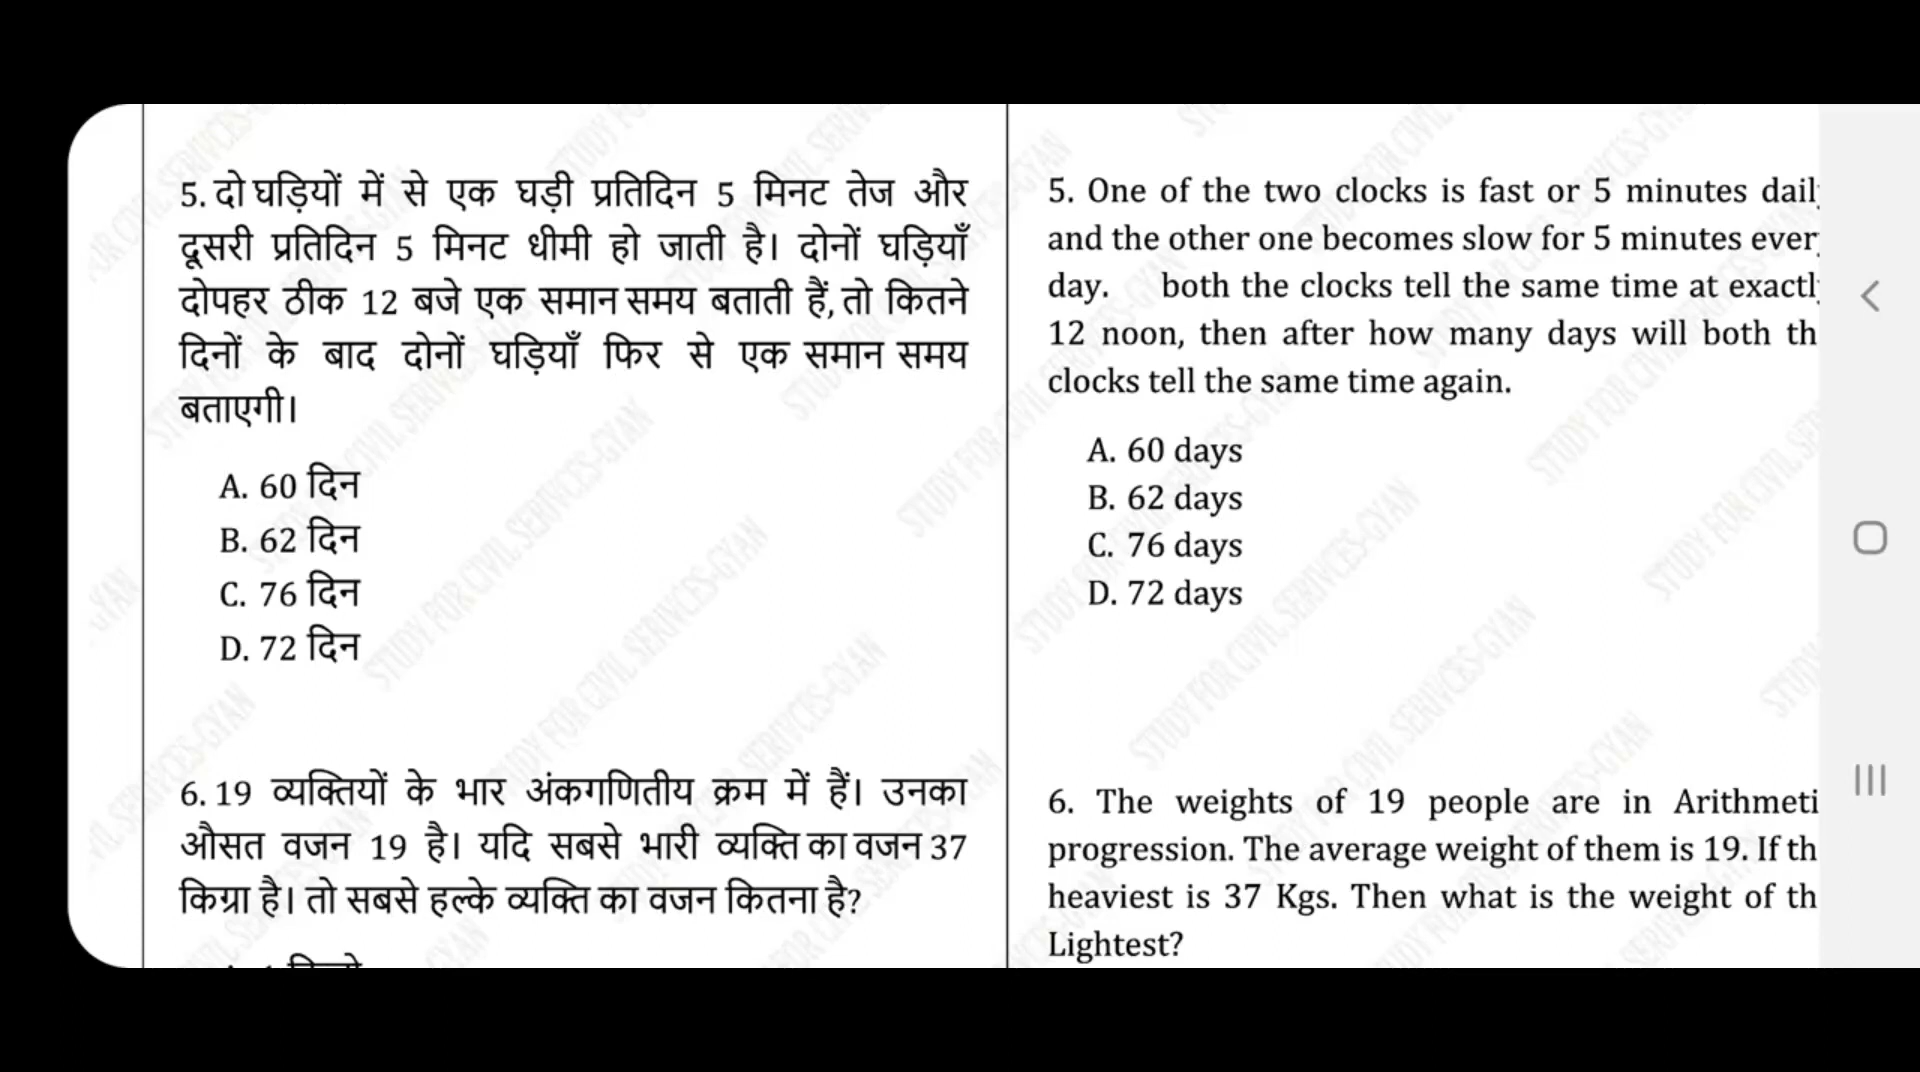 5. दो घड़ियों में से एक घड़ी प्रतिदिन 5 मिनट तेज और
दूसरी प्रतिदिन 5 मिनट धीमी हो जाती है। दोनों घड़ियाँ
दोपहर ठीक 12 बजे एक समान समय बताती हैं, तो कितने
दिनों के बाद दोनों घड़ियाँ फिर से एक समान समय
बताएगी।
A. 60 दिन
B. 62 दिन
C. 76 दिन
D. 72 दिन
6. 19 व्यक्तियों के भार अंकगणितीय क्रम में हैं। उनका
औसत वजन 19 है। यदि सबसे भारी व्यक्ति का वजन 37
किग्रा है। तो सबसे हल्के व्यक्ति का वजन कितना है?
5. One of the two clocks is fast or 5 minutes dail
and the other one becomes slow for 5 minutes ever
day. both the clocks tell the same time at exactl
12 noon, then after how many days will both th
clocks tell the same time again.
A. 60 days
B. 62 days
C. 76 days
D. 72 days
6. The weights of 19 people are in Arithmeti
progression. The average weight of them is 19. If th
heaviest is 37 Kgs. Then what is the weight of th
Lightest?
STUDY FOR CIVIL SERIVCES-GYAN